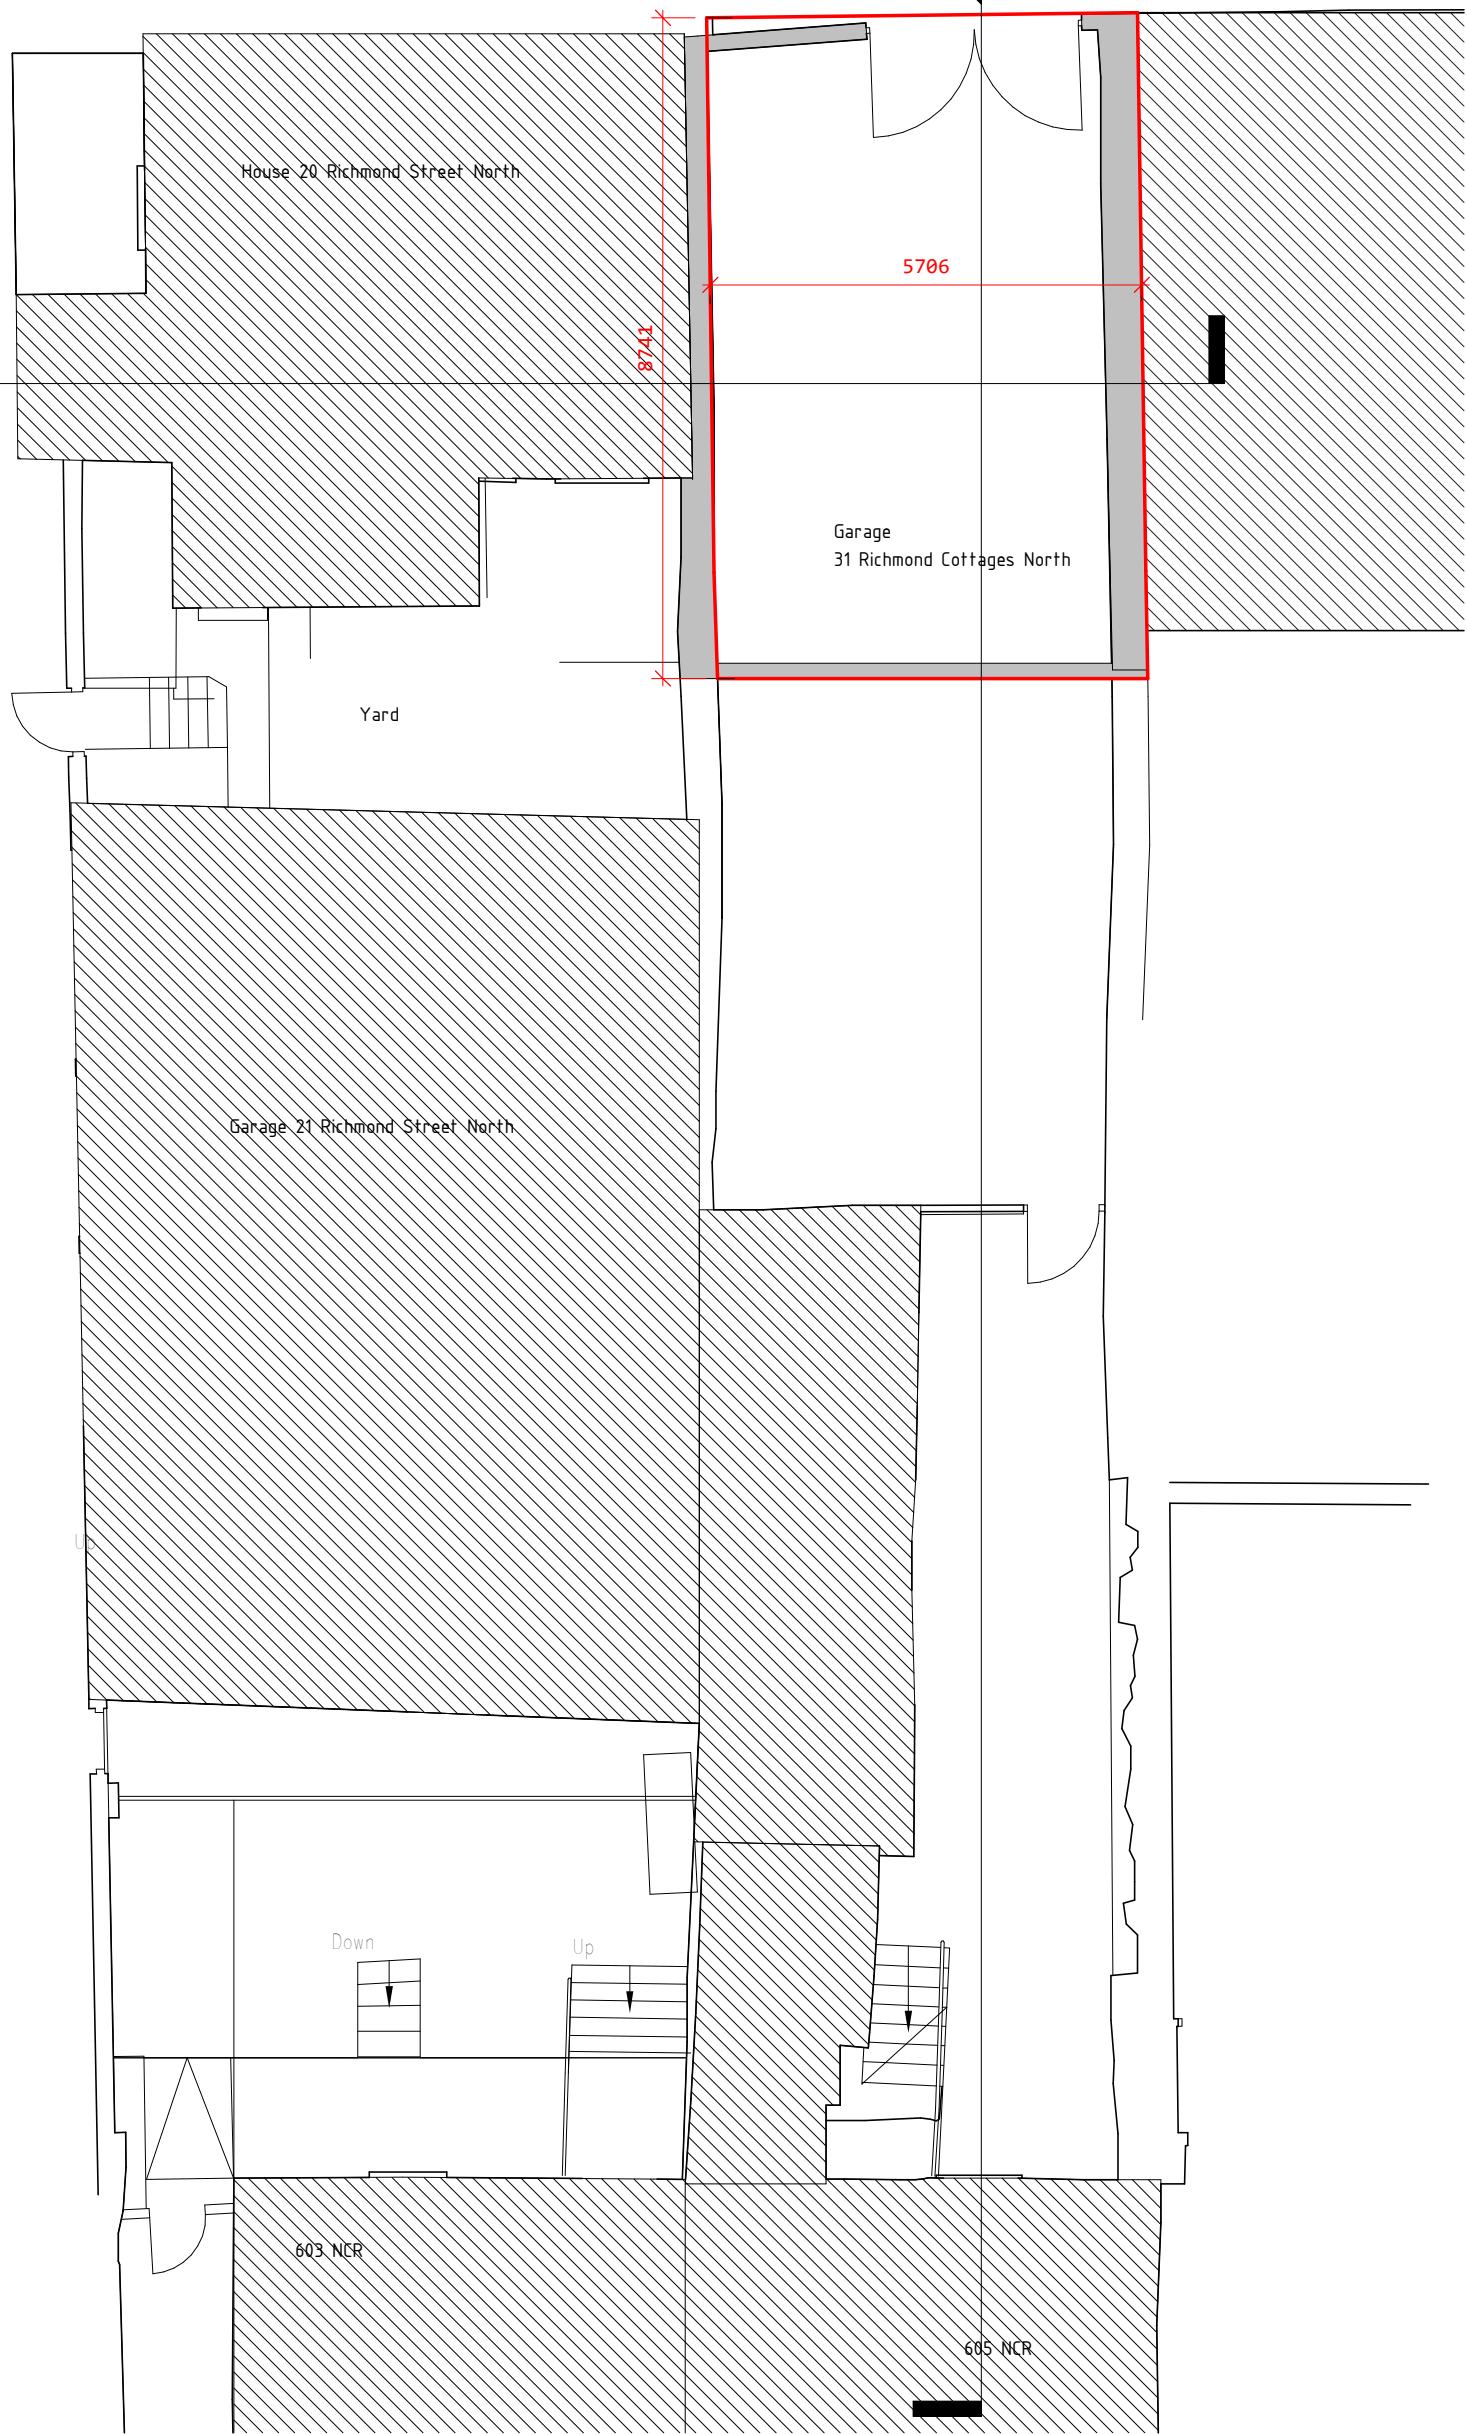 House 20 Richmond Street North
5706
8741
Garage
31 Richmond Cottages North
Yard
Garage 21 Richmond Street North
Up
Down
Up
603 NCR
605 NCR